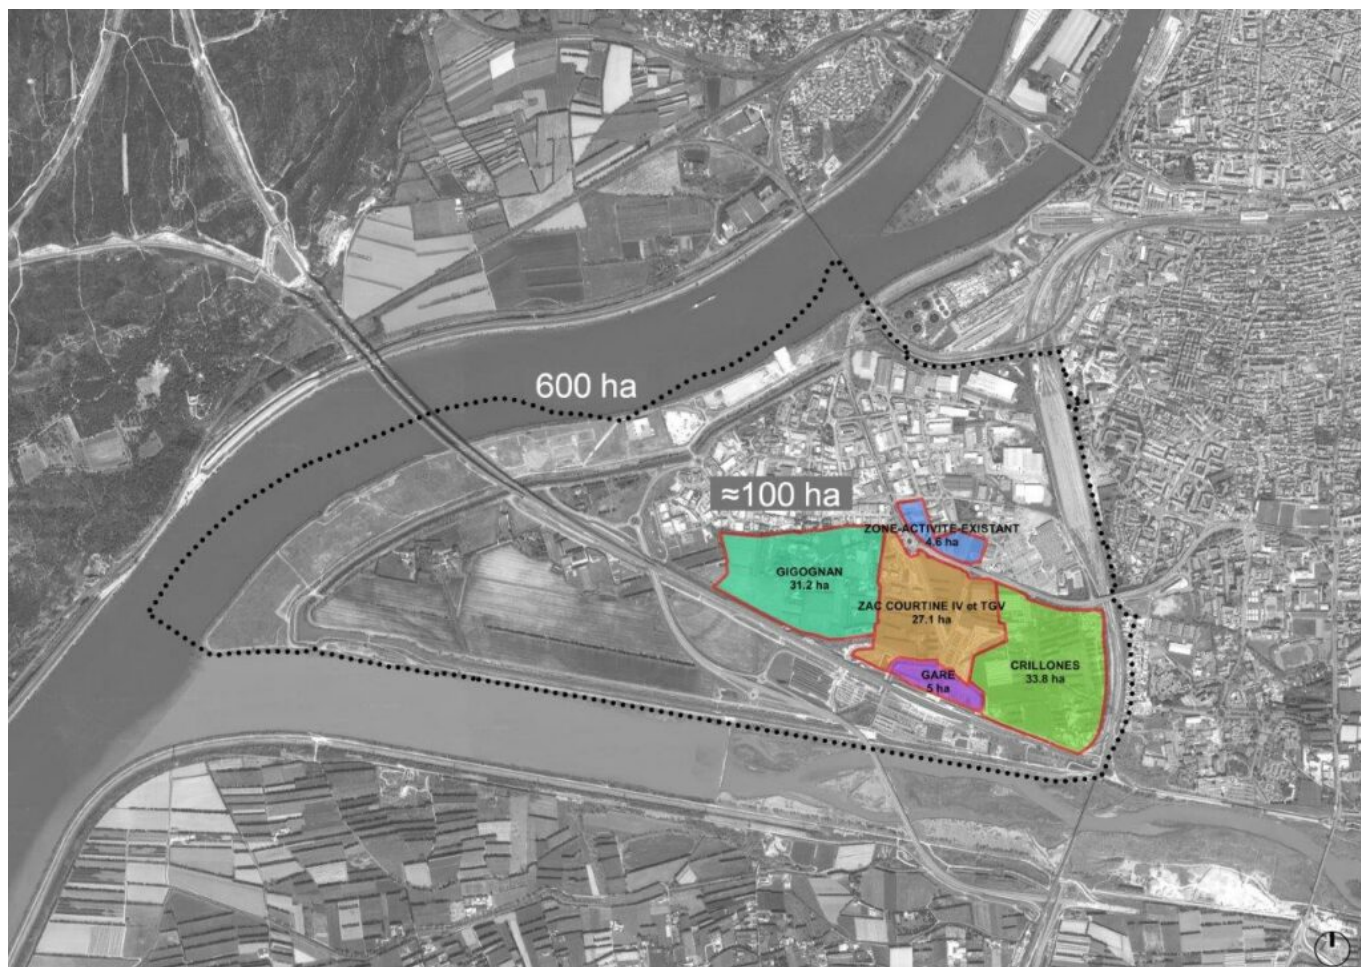 600 ha
≈100 ha
ZONE-ACTIVITE-EXISTANT
4.6 ha
GIGOGNAN
31.2 ha
ZAC COURTINE IV et TGV
27.1 ha
CRILLONES
33.8 ha
GARE
5 ha